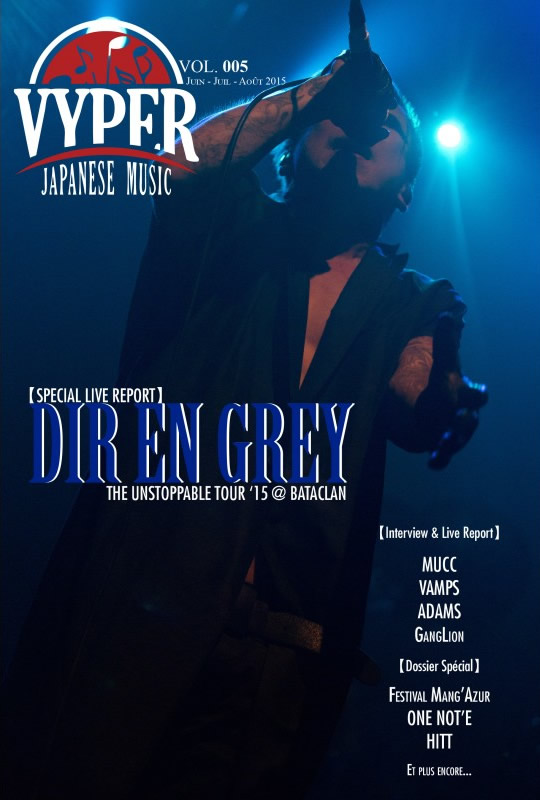 VYPER
JAPANESE MUSIC
VOL. 005
Juin - Juil - Août 2015
【SPECIAL LIVE REPORT】
DIR EN GREY
THE UNSTOPPABLE TOUR '15 @ BATACLAN
【Interview & Live Report】
MUCC
VAMPS
ADAMS
GangLion
【Dossier Spécial】
Festival Mang'Azur
ONE NOT'E
HITT
Et plus encore...